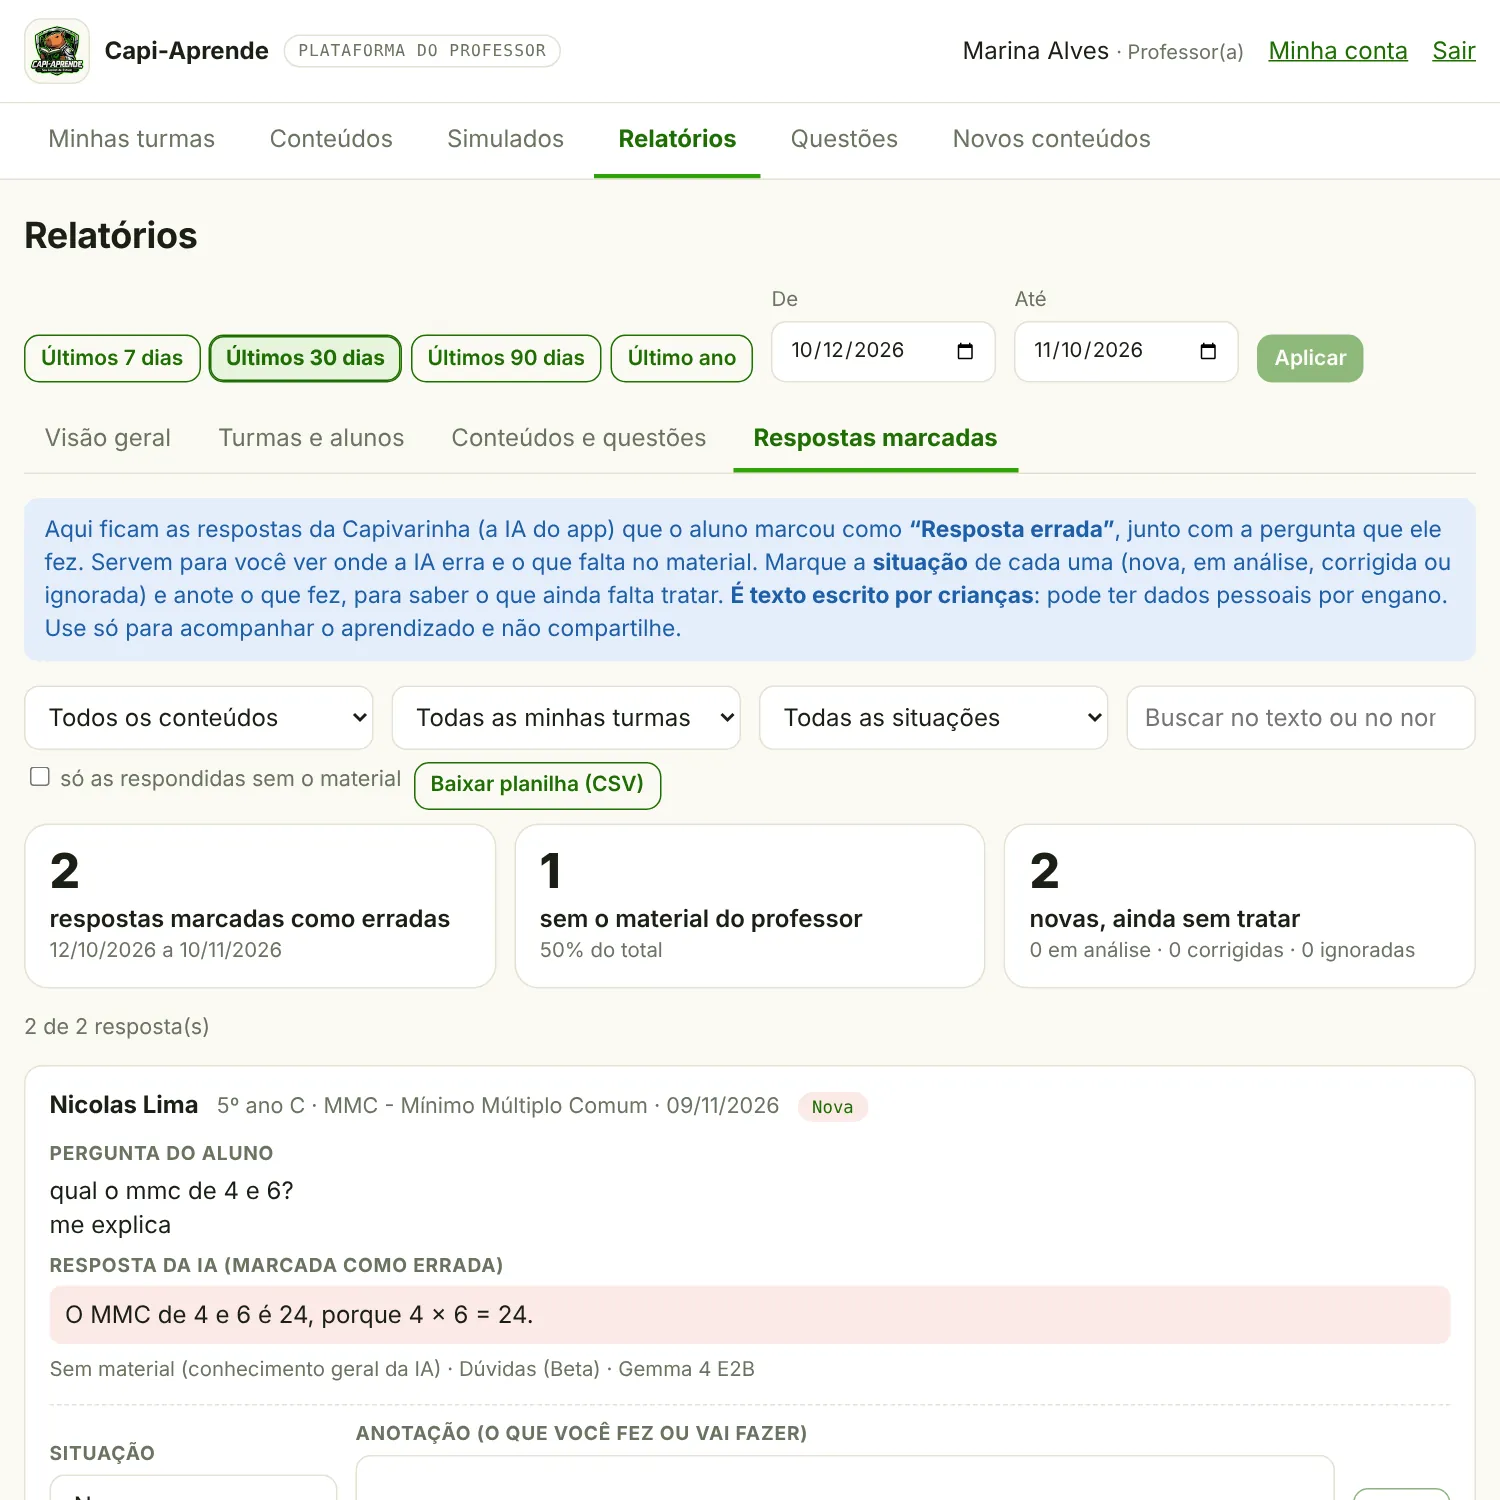 CAPI-APRENDE
Capi-Aprende
PLATAFORMA DO PROFESSOR
Marina Alves · Professor(a)
Minha conta
Sair
Minhas turmas
Conteúdos
Simulados
Relatórios
Questões
Novos conteúdos
Relatórios
De
Até
Últimos 7 dias
Últimos 30 dias
Últimos 90 dias
Último ano
10/12/2026
11/10/2026
Aplicar
Visão geral
Turmas e alunos
Conteúdos e questões
Respostas marcadas
Aqui ficam as respostas da Capivarinha (a IA do app) que o aluno marcou como “Resposta errada”, junto com a pergunta que ele
fez. Servem para você ver onde a IA erra e o que falta no material. Marque a situação de cada uma (nova, em análise, corrigida ou
ignorada) e anote o que fez, para saber o que ainda falta tratar. É texto escrito por crianças: pode ter dados pessoais por engano.
Use só para acompanhar o aprendizado e não compartilhe.
Todos os conteúdos
Todas as minhas turmas
Todas as situações
Buscar no texto ou no nor
só as respondidas sem o material
Baixar planilha (CSV)
2
respostas marcadas como erradas
12/10/2026 a 10/11/2026
1
sem o material do professor
50% do total
2
novas, ainda sem tratar
0 em análise · 0 corrigidas · 0 ignoradas
2 de 2 resposta(s)
Nicolas Lima 5º ano C · MMC - Mínimo Múltiplo Comum · 09/11/2026 Nova
PERGUNTA DO ALUNO
qual o mmc de 4 e 6?
me explica
RESPOSTA DA IA (MARCADA COMO ERRADA)
O MMC de 4 e 6 é 24, porque 4 × 6 = 24.
Sem material (conhecimento geral da IA) · Dúvidas (Beta) · Gemma 4 E2B
ANOTAÇÃO (O QUE VOCÊ FEZ OU VAI FAZER)
SITUAÇÃO